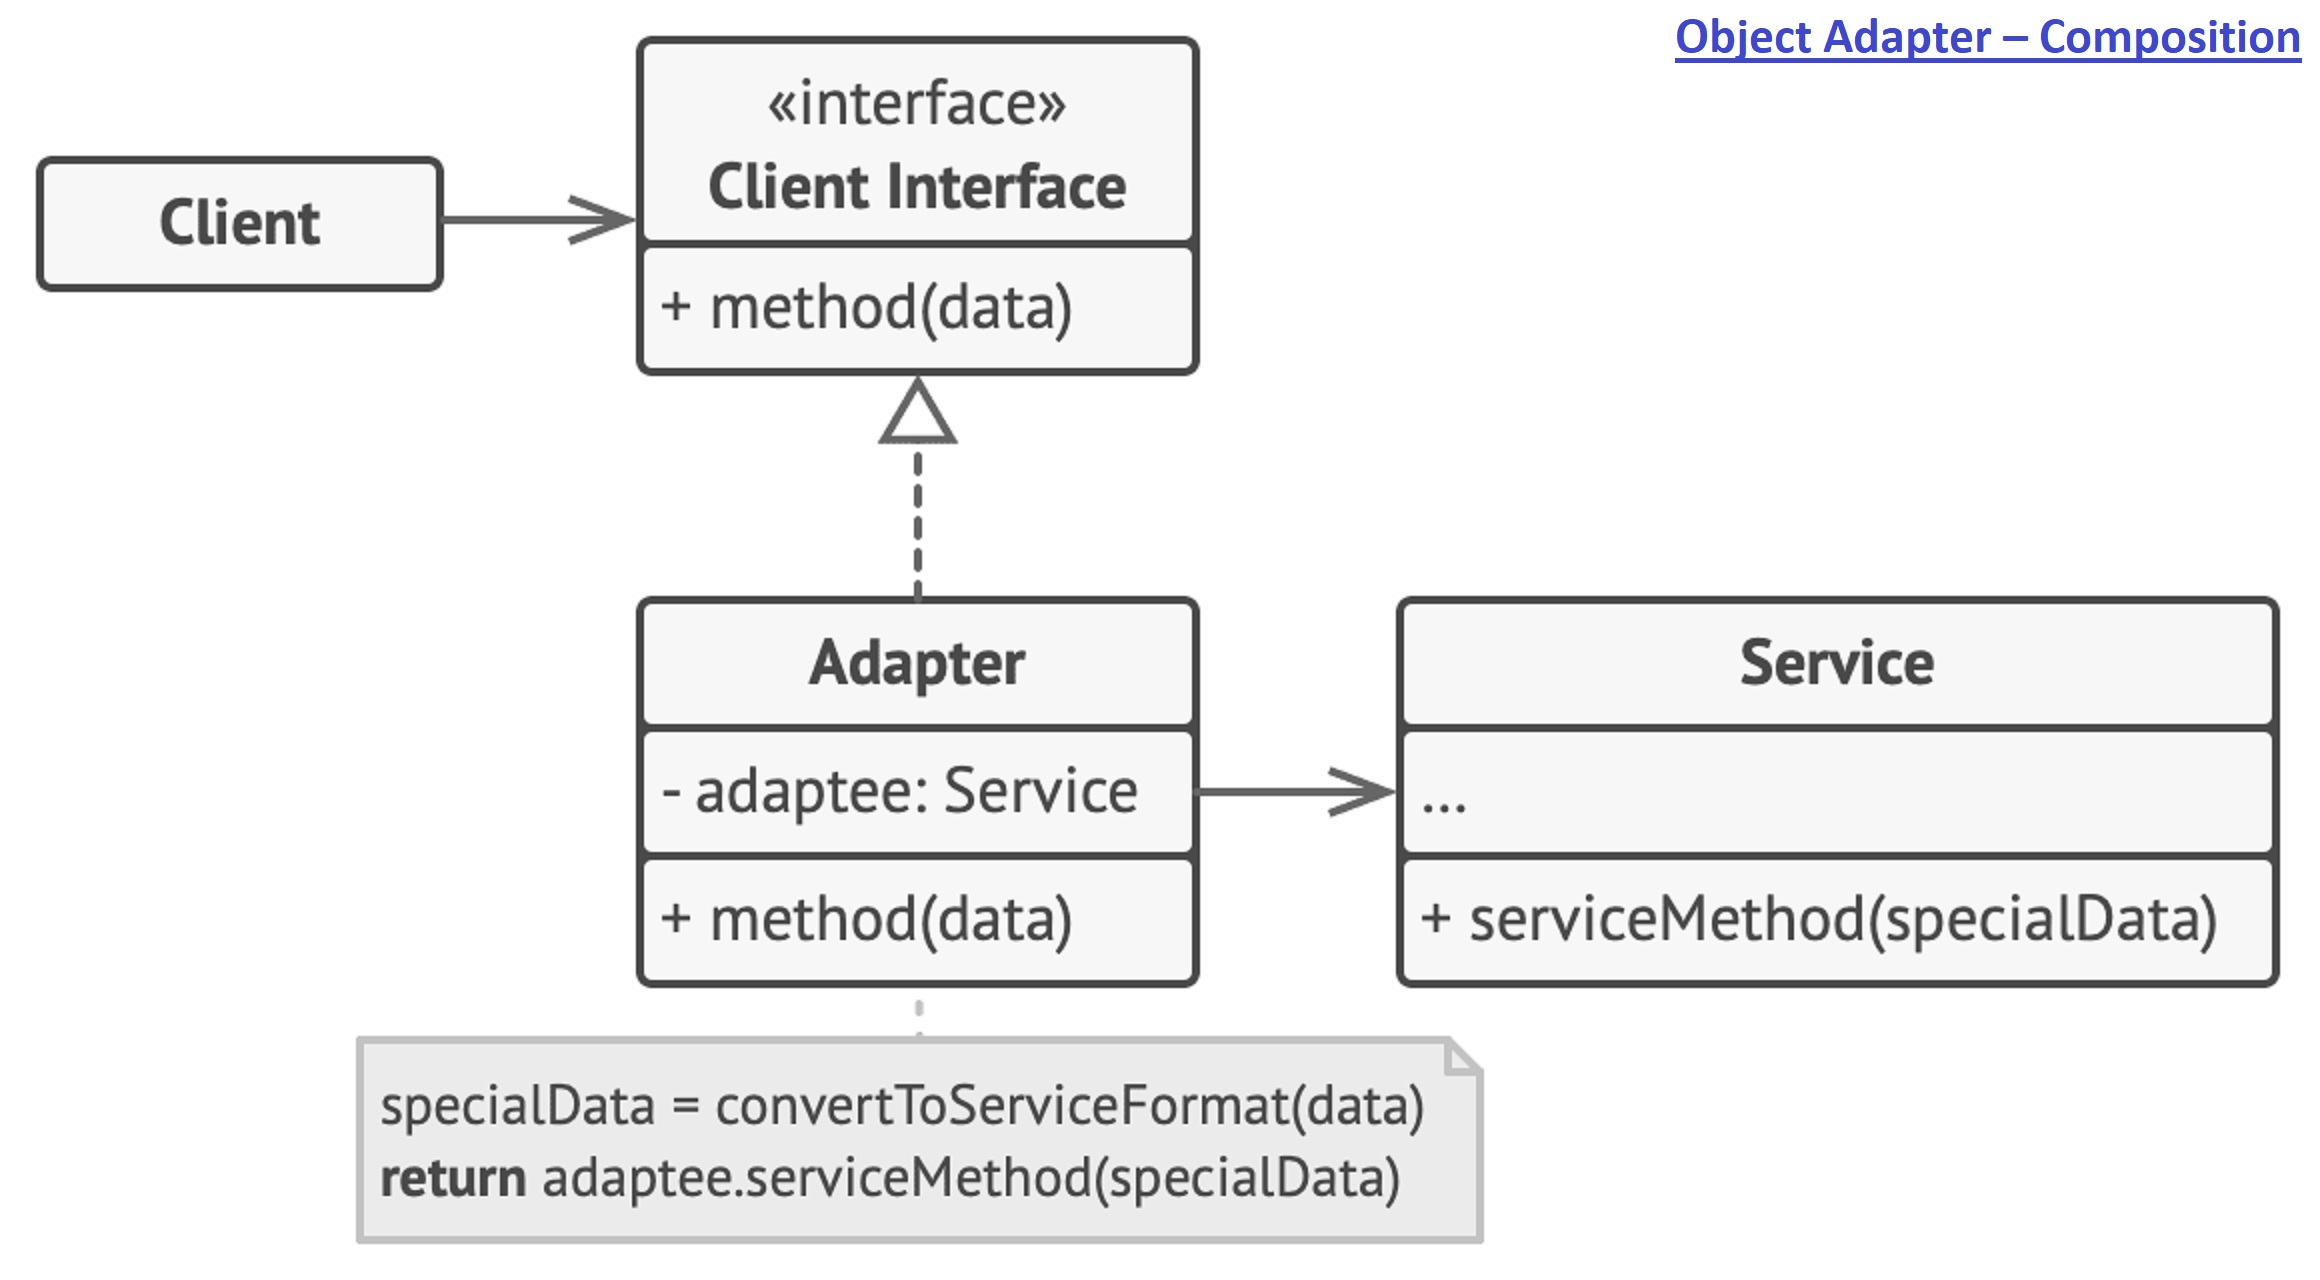 Object Adapter – Composition
«interface»
Client Interface
+ method(data)
Client
Adapter
- adaptee: Service
+ method(data)
Service
...
+ serviceMethod(specialData)
specialData = convertToServiceFormat(data)
return adaptee.serviceMethod(specialData)